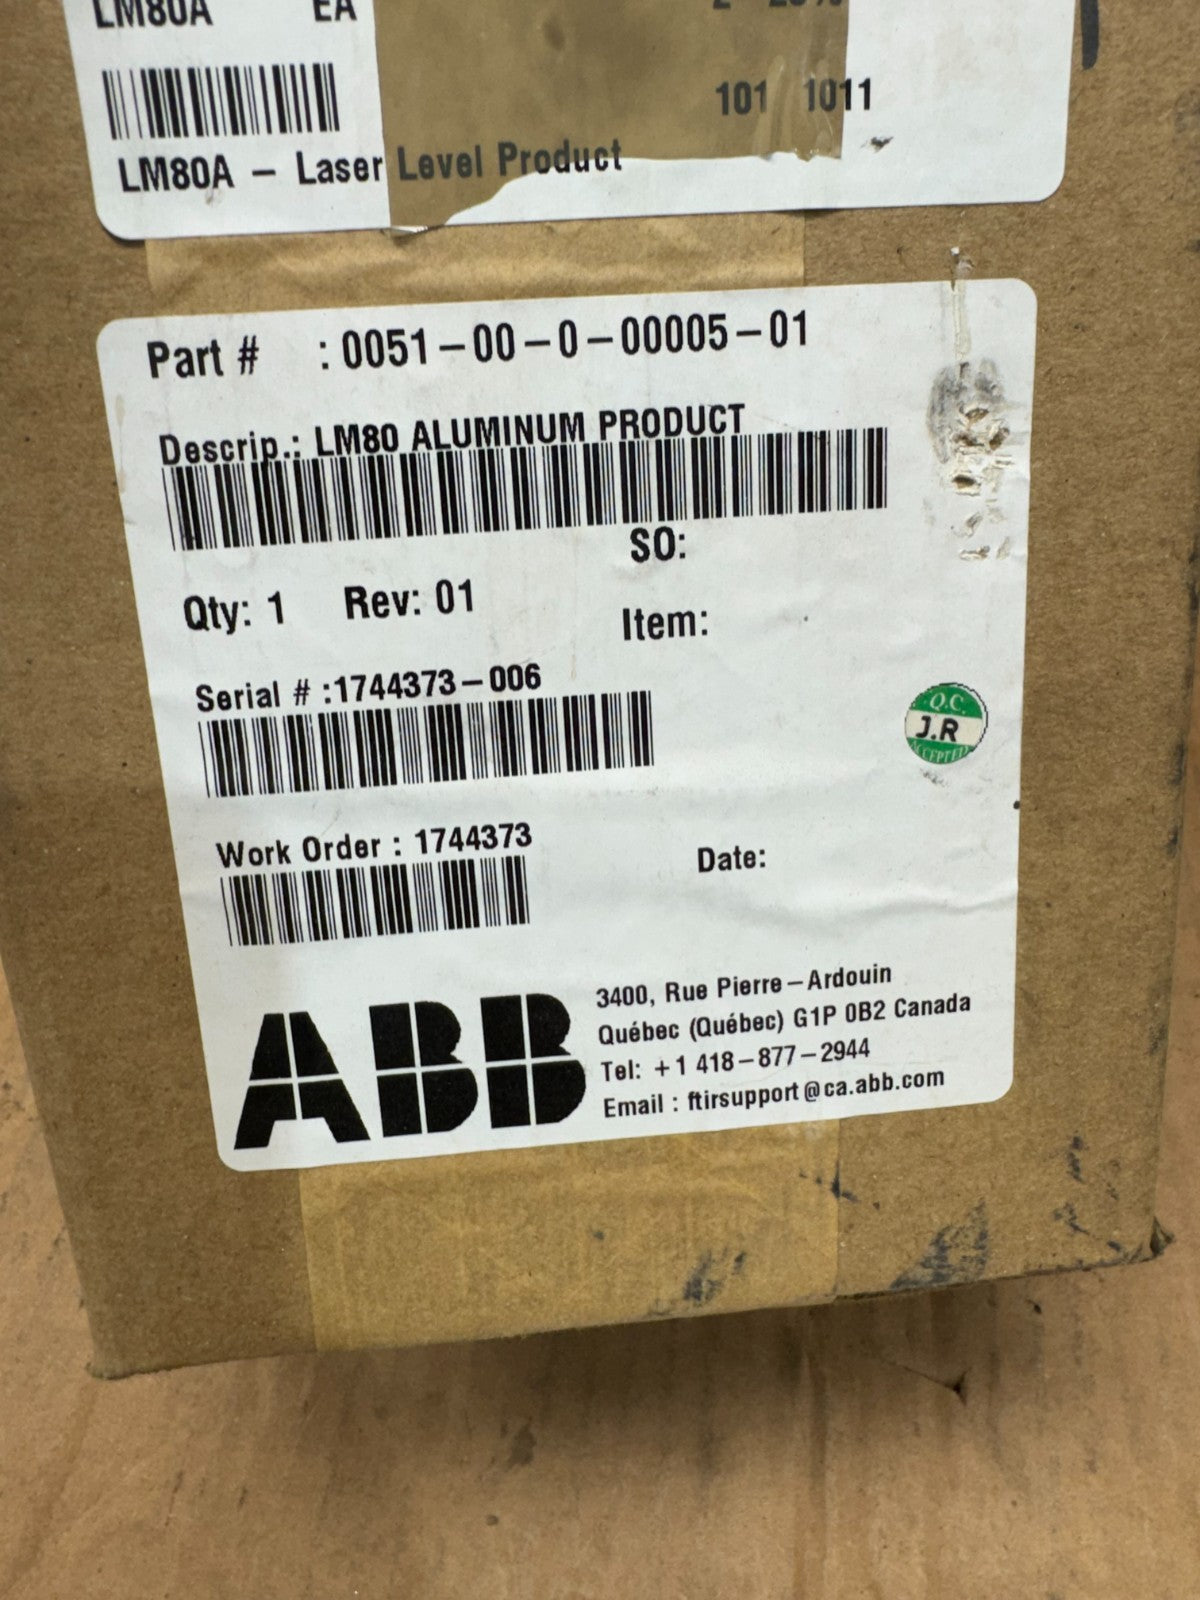 LM80A EA
101 1011
LM80A – Laser Level Product
Part # : 0051-00-0-00005-01
Descrip.: LM80 ALUMINUM PRODUCT
SO:
Qty: 1 Rev: 01
Item:
Serial # :1744373-006
Q.C.
J.R
ACCEPTED
Work Order : 1744373
Date:
ABB
3400, Rue Pierre-Ardouin
Québec (Québec) G1P 0B2 Canada
Tel: +1 418-877-2944
Email : ftirsupport@ca.abb.com